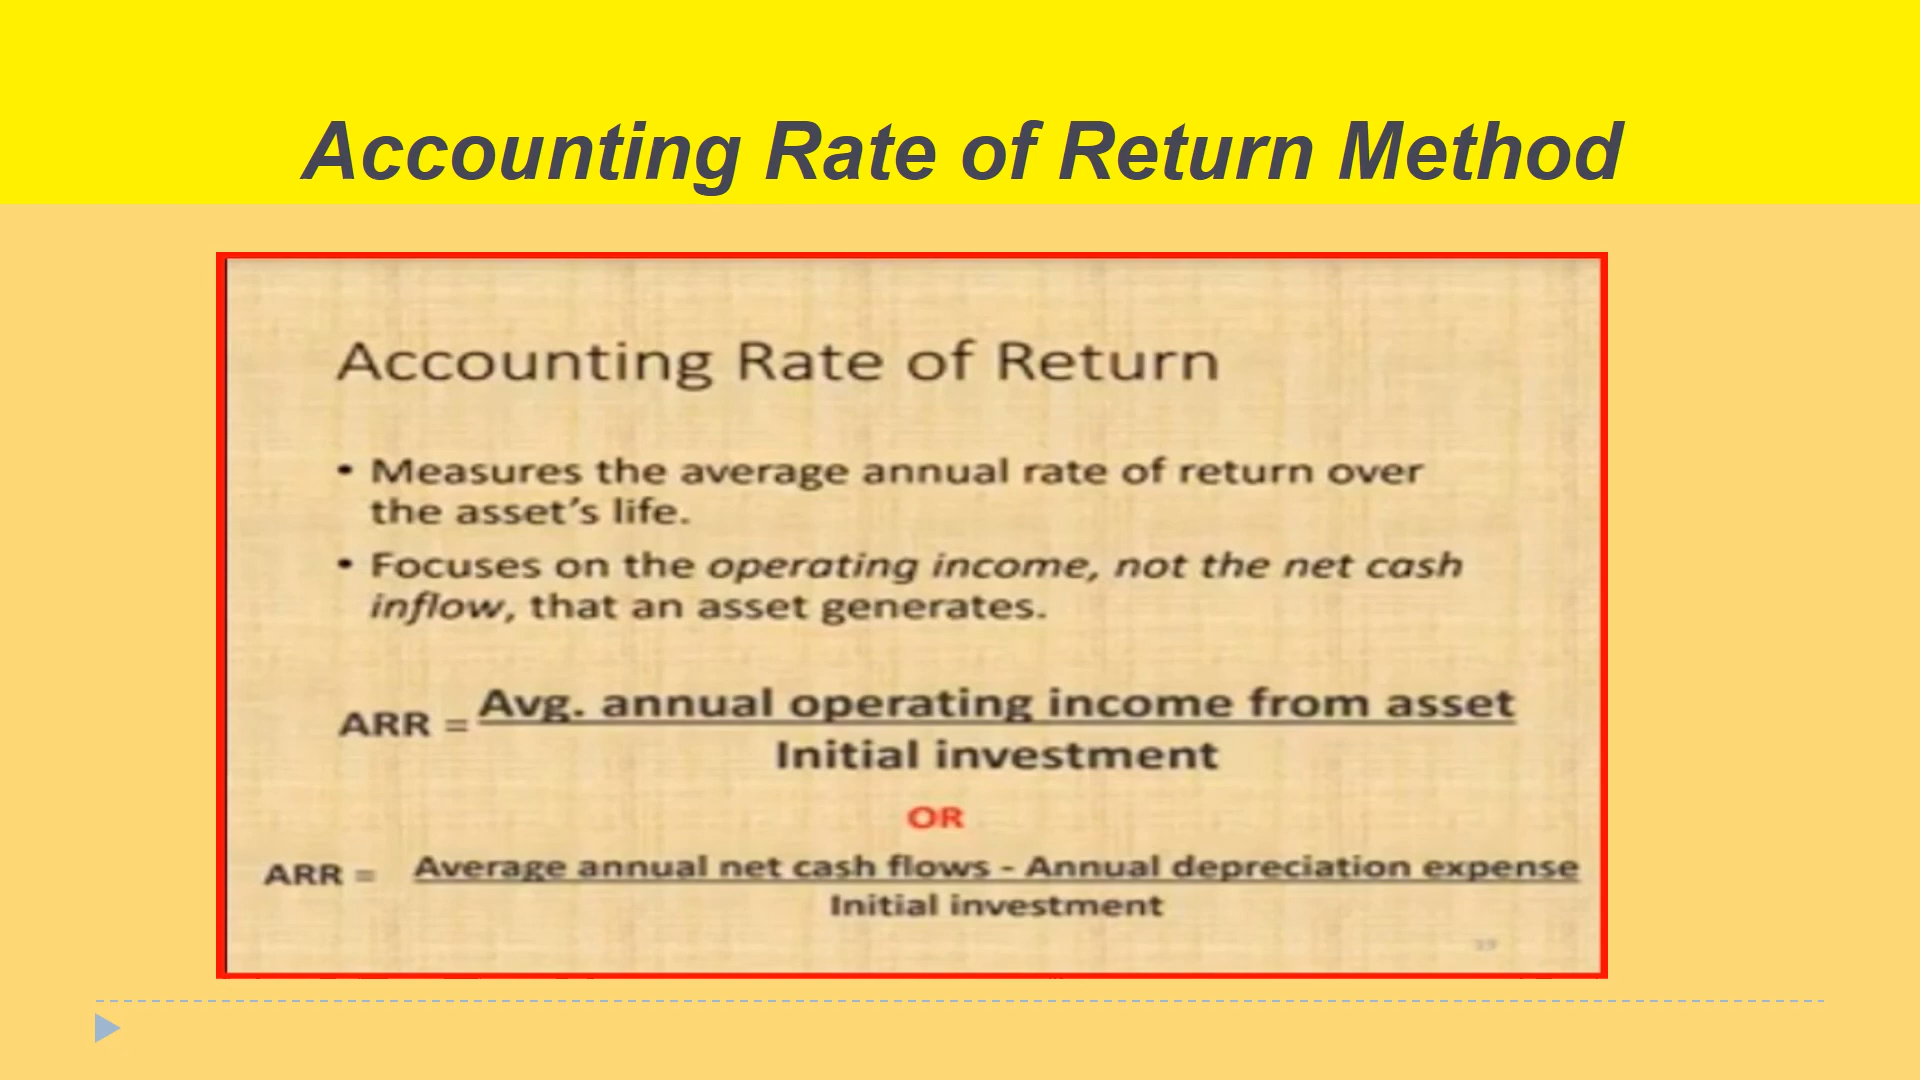 Accounting Rate of Return Method
Accounting Rate of Return
• Measures the average annual rate of return over
the asset's life.
• Focuses on the operating income, not the net cash
inflow, that an asset generates.
ARR = Avg. annual operating income from asset
Initial investment
OR
ARR = Average annual net cash flows - Annual depreciation expense
Initial investment